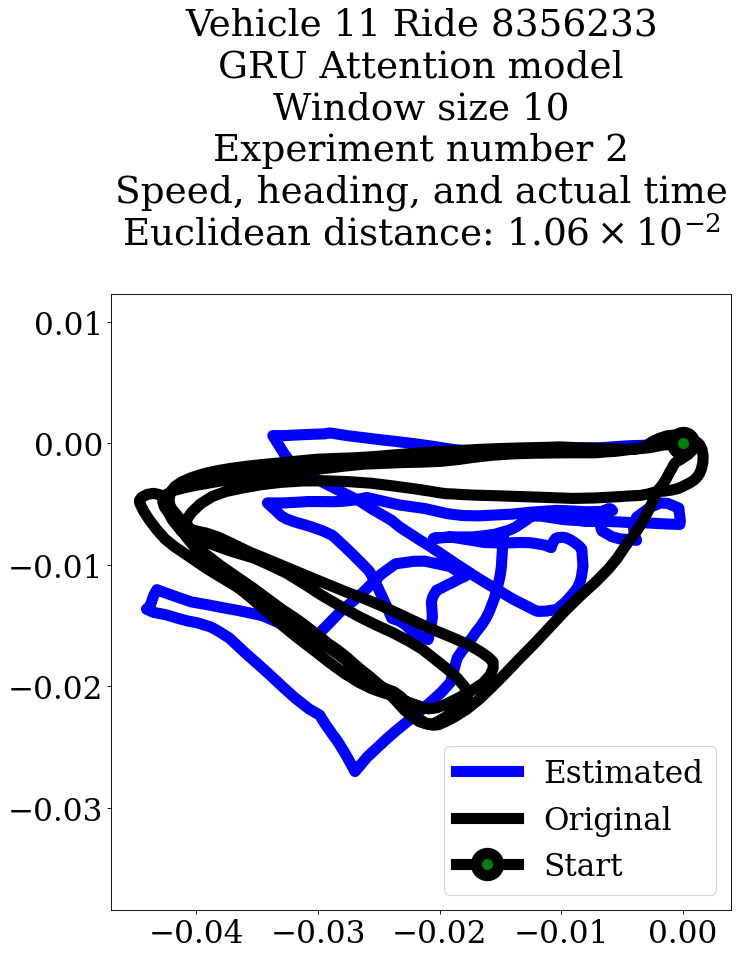 Vehicle 11 Ride 8356233
GRU Attention model
Window size 10
Experiment number 2
Speed, heading, and actual time
Euclidean distance: 1.06 × 10⁻²
0.01
0.00
−0.01
−0.02
−0.03
Estimated
Original
Start
−0.04 −0.03 −0.02 −0.01 0.00